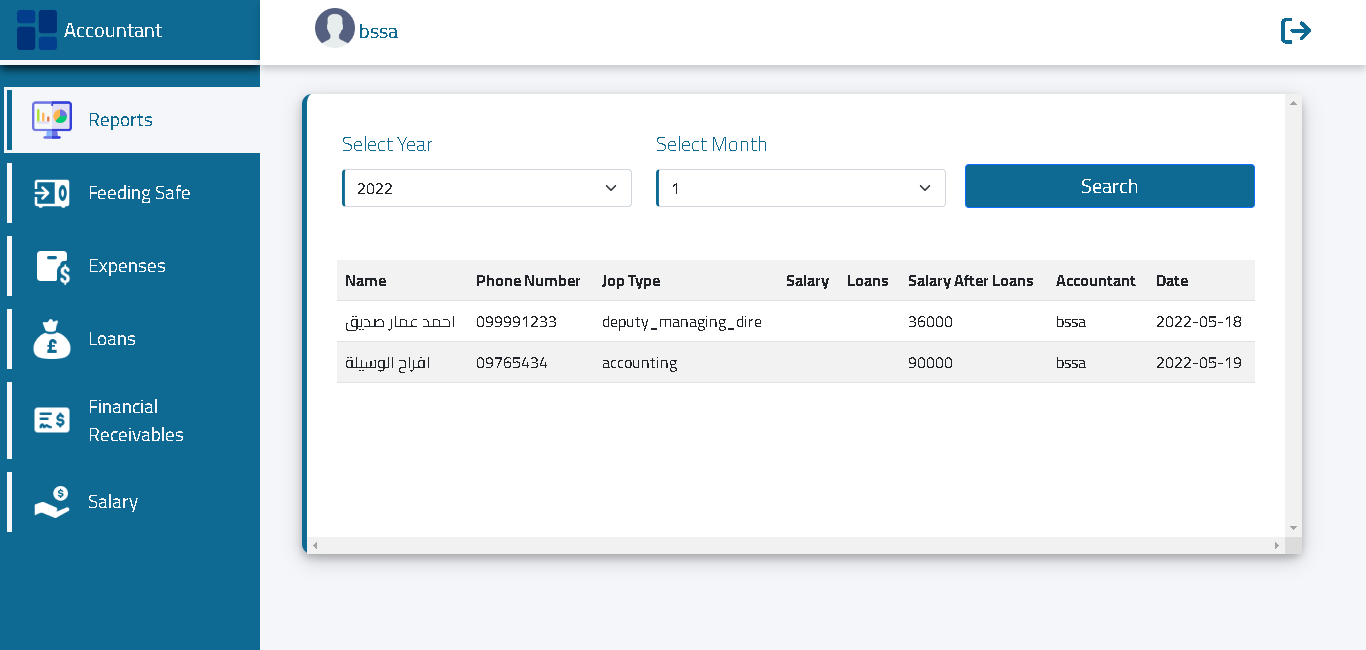 Accountant
bssa
Reports
Feeding Safe
Expenses
Loans
Financial
Receivables
Salary
Select Year
Select Month
2022
1
Search
Name Phone Number Jop Type Salary Loans Salary After Loans Accountant Date
احمد عمار صديق 099991233 deputy_managing_dire 36000 bssa 2022-05-18
افراح الوسيلة 09765434 accounting 90000 bssa 2022-05-19